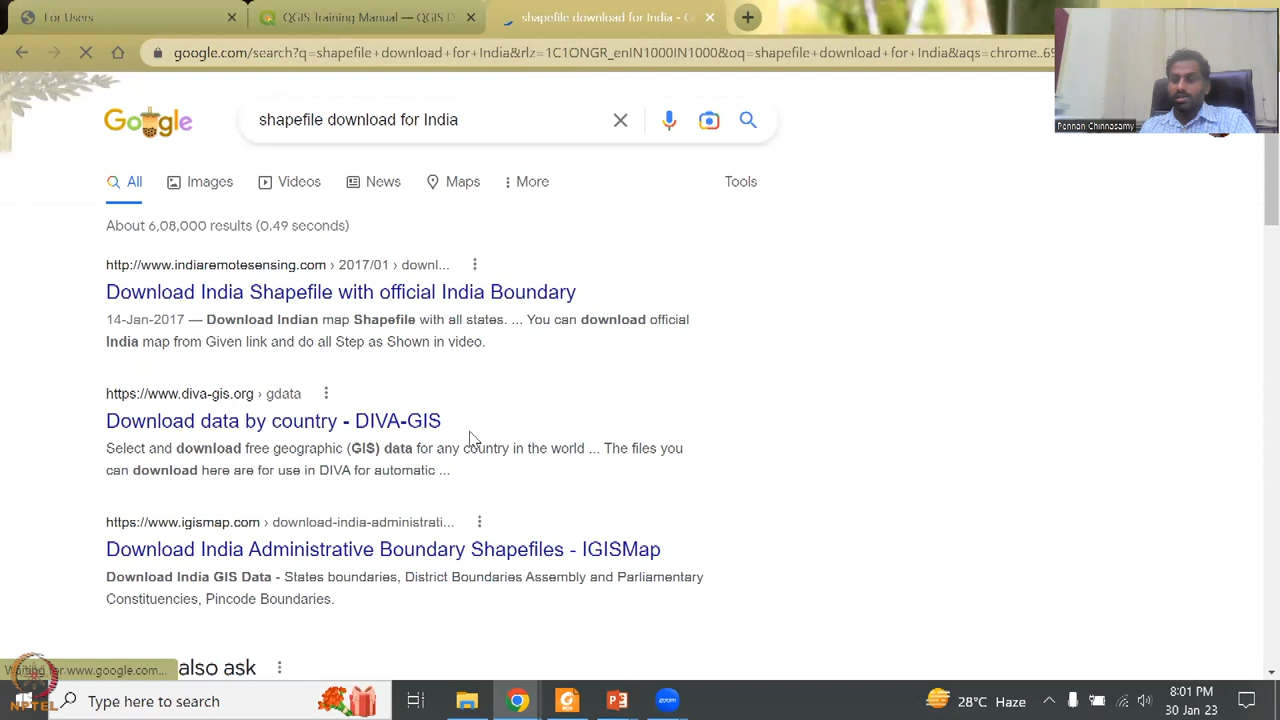 For Users
QGIS Training Manual — QGIS D
shapefile download for India - G
google.com/search?q=shapefile+download+for+India&rlz=1C1ONGR_enIN1000IN1000&oq=shapefile+download+for+India&aqs=chrome..69
Pennan Chinnasamy
Google
shapefile download for India
All
Images
Videos
News
Maps
More
Tools
About 6,08,000 results (0.49 seconds)
http://www.indiaremotesensing.com › 2017/01 › downl...
Download India Shapefile with official India Boundary
14-Jan-2017 — Download Indian map Shapefile with all states. ... You can download official
India map from Given link and do all Step as Shown in video.
https://www.diva-gis.org › gdata
Download data by country - DIVA-GIS
Select and download free geographic (GIS) data for any country in the world ... The files you
can download here are for use in DIVA for automatic ...
https://www.igismap.com › download-india-administrati...
Download India Administrative Boundary Shapefiles - IGISMap
Download India GIS Data - States boundaries, District Boundaries Assembly and Parliamentary
Constituencies, Pincode Boundaries.
also ask
Waiting for www.google.com...
NPTEL
Type here to search
28°C Haze
8:01 PM
30 Jan 23